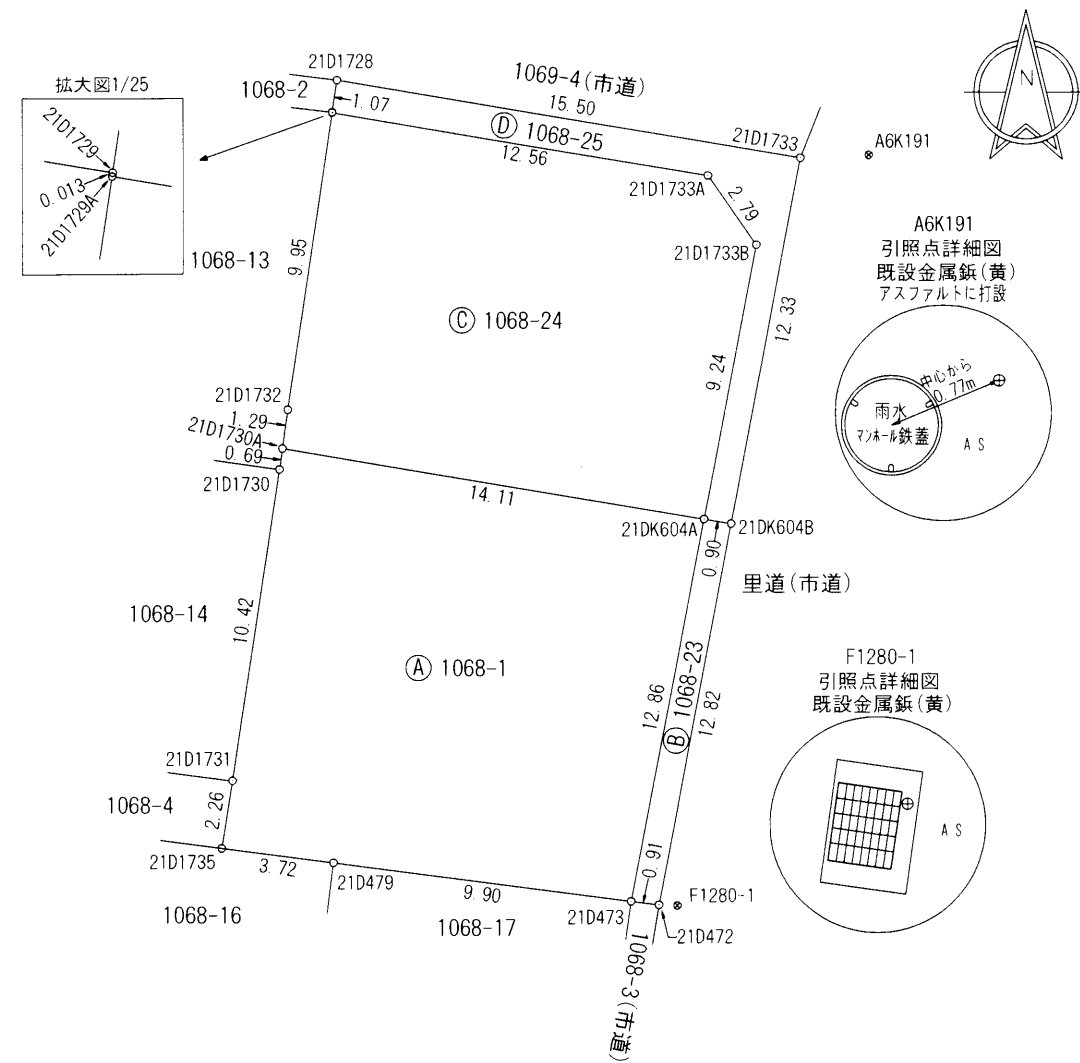 21D1728
1069-4(市道)
拡大図1/25
1068-2
1.07
15.50
N
21D1729
0.013
21D1729A
Ⓓ 1068-25
12.56
21D1733
A6K191
21D1733A
2.79
21D1733B
A6K191
引照点詳細図
既設金属鋲(黄)
アスファルトに打設
1068-13
9.95
Ⓒ 1068-24
12.33
9.24
中心から
0.77m
雨水
マンホール鉄蓋
AS
21D1732
1.29
21D1730A
0.69
21D1730
14.11
21DK604A
21DK604B
0.90
里道(市道)
1068-14
10.42
Ⓐ 1068-1
12.86
Ⓑ 1068-23
12.82
F1280-1
引照点詳細図
既設金属鋲(黄)
AS
21D1731
1068-4
2.26
21D1735
3.72
21D479
9.90
0.91
F1280-1
21D473
21D472
1068-16
1068-17
1068-3(市道)